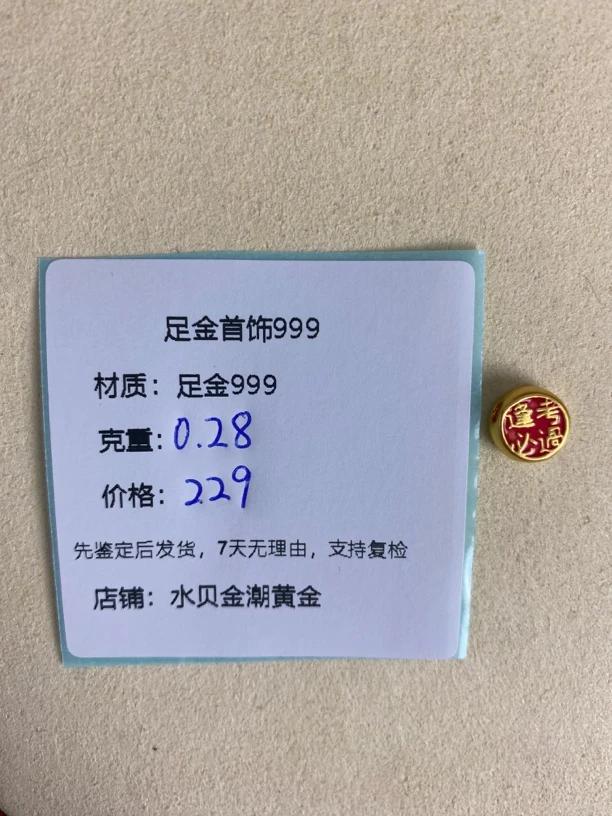 足金首饰999
材质：足金999
克重：0.28
价格：229
先鉴定后发货，7天无理由，支持复检
店铺：水贝金潮黄金
逢考
必過